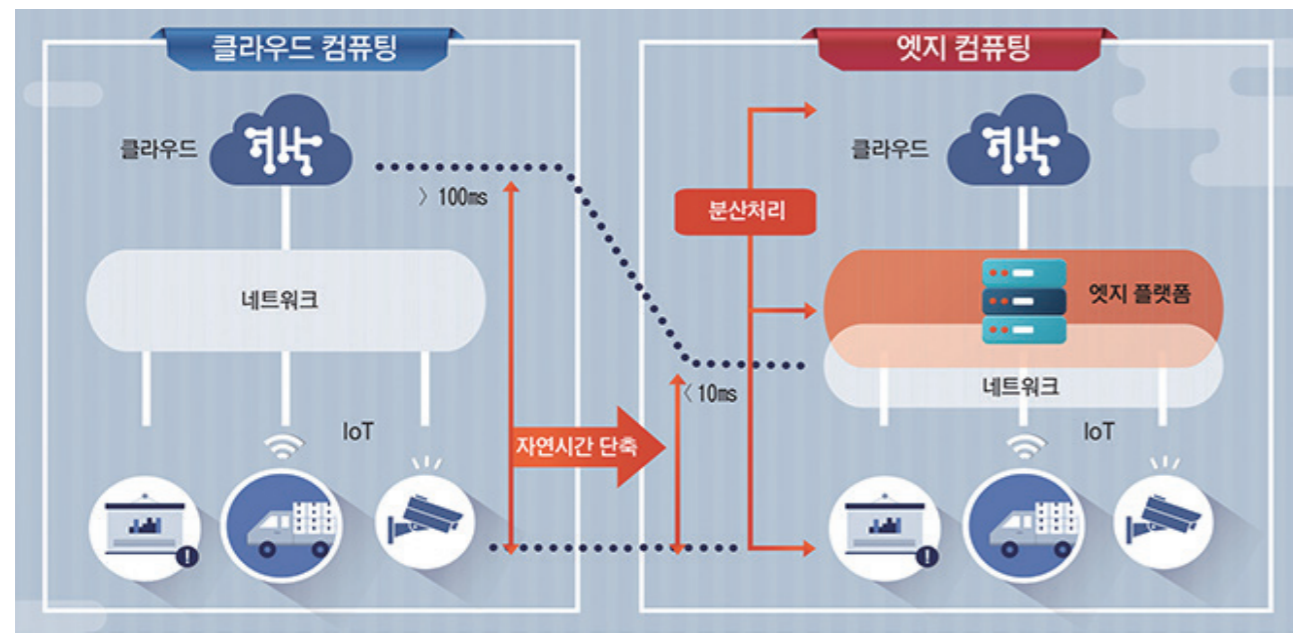 클라우드 컴퓨팅
클라우드
〉100ms
네트워크
IoT
자연시간 단축
엣지 컴퓨팅
클라우드
분산처리
엣지 플랫폼
네트워크
〈 10ms
IoT